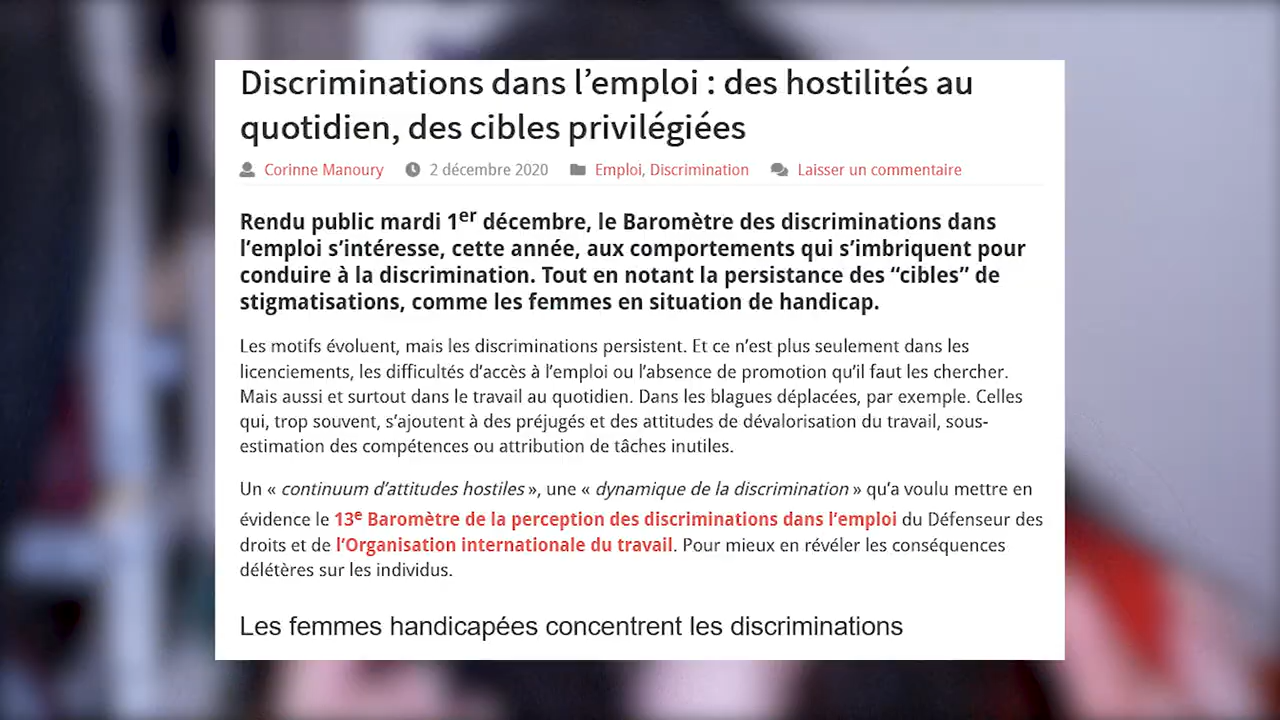 Discriminations dans l’emploi : des hostilités au
quotidien, des cibles privilégiées
Corinne Manoury 2 décembre 2020 Emploi, Discrimination Laisser un commentaire
Rendu public mardi 1er décembre, le Baromètre des discriminations dans
l’emploi s’intéresse, cette année, aux comportements qui s’imbriquent pour
conduire à la discrimination. Tout en notant la persistance des “cibles” de
stigmatisations, comme les femmes en situation de handicap.
Les motifs évoluent, mais les discriminations persistent. Et ce n’est plus seulement dans les
licenciements, les difficultés d’accès à l’emploi ou l’absence de promotion qu’il faut les chercher.
Mais aussi et surtout dans le travail au quotidien. Dans les blagues déplacées, par exemple. Celles
qui, trop souvent, s’ajoutent à des préjugés et des attitudes de dévalorisation du travail, sous-
estimation des compétences ou attribution de tâches inutiles.
Un « continuum d’attitudes hostiles », une « dynamique de la discrimination » qu’a voulu mettre en
évidence le 13e Baromètre de la perception des discriminations dans l’emploi du Défenseur des
droits et de l’Organisation internationale du travail. Pour mieux en révéler les conséquences
délétères sur les individus.
Les femmes handicapées concentrent les discriminations